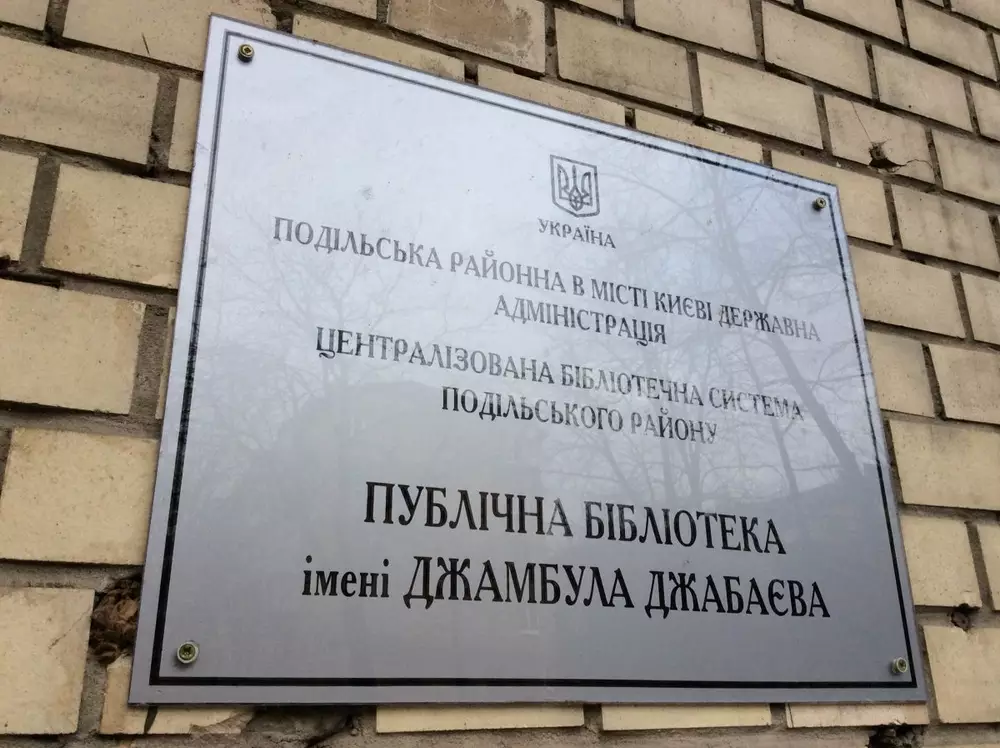 УКРАЇНА
ПОДІЛЬСЬКА РАЙОННА В МІСТІ КИЄВІ ДЕРЖАВНА
АДМІНІСТРАЦІЯ
ЦЕНТРАЛІЗОВАНА БІБЛІОТЕЧНА СИСТЕМА
ПОДІЛЬСЬКОГО РАЙОНУ
ПУБЛІЧНА БІБЛІОТЕКА
імені ДЖАМБУЛА ДЖАБАЄВА